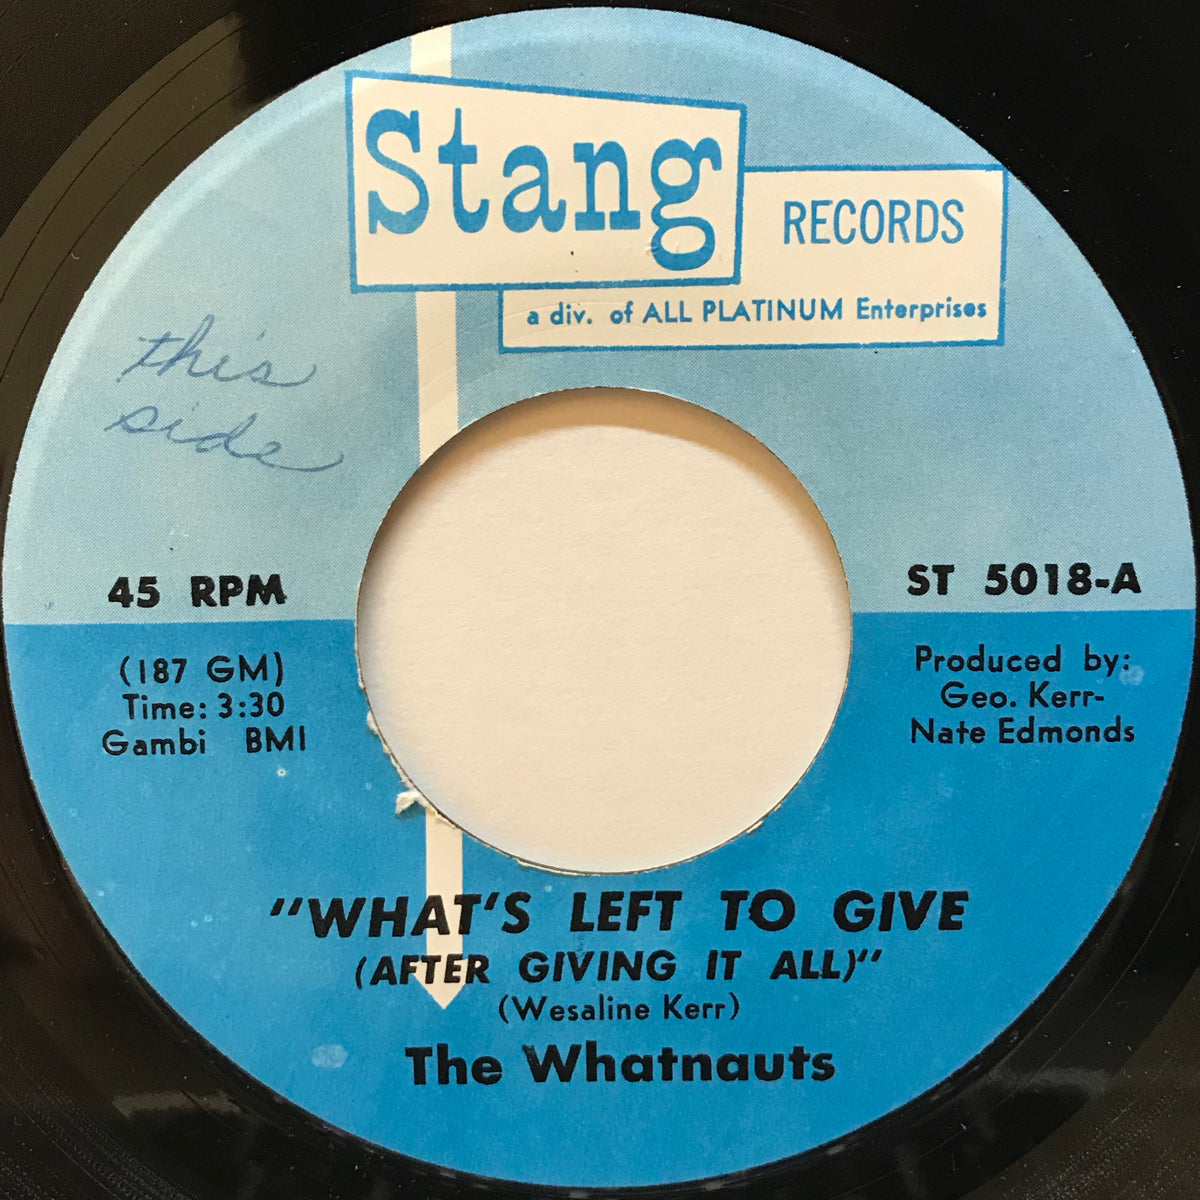 Stang
RECORDS
a div. of ALL PLATINUM Enterprises
this
side
45 RPM
(187 GM)
Time: 3:30
Gambi BMI
ST 5018-A
Produced by:
Geo. Kerr-
Nate Edmonds
"WHAT'S LEFT TO GIVE
(AFTER GIVING IT ALL)"
(Wesaline Kerr)
The Whatnauts